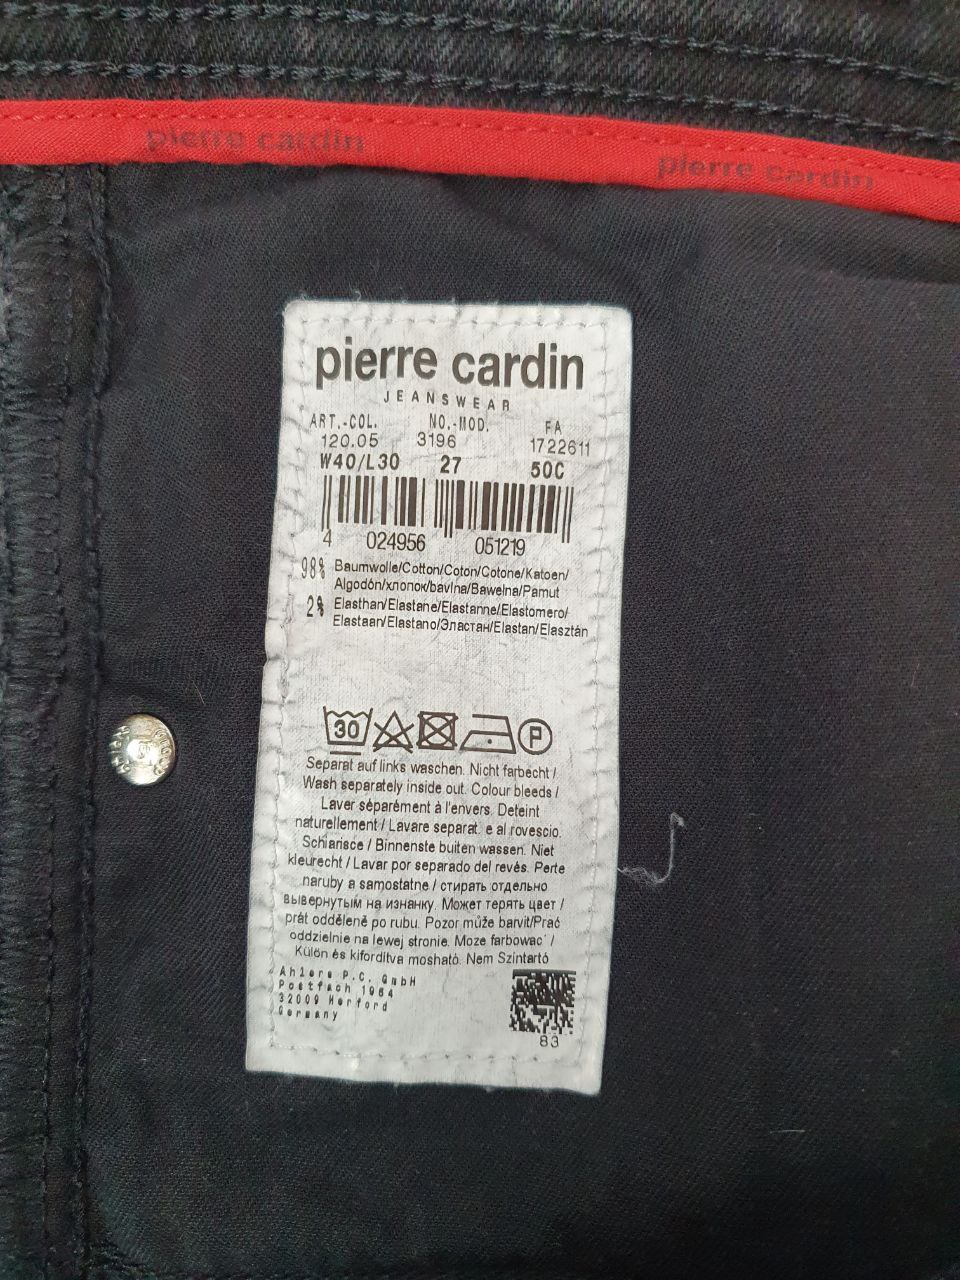 pierre cardin
pierre cardin
pierre cardin
JEANSWEAR
ART.-COL. NO.-MOD. FA
120.05 3196 1722611
W40/L30 27 50C
4 024956 051219
98% Baumwolle/Cotton/Coton/Cotone/Katoen/
Algodón/хлопок/bavlna/Bawelna/Pamut
2% Elasthan/Elastane/Elastanne/Elastomero/
Elastaan/Elastano/Эластан/Elastan/Elasztán
30 P
Separat auf links waschen. Nicht farbecht /
Wash separately inside out. Colour bleeds /
Laver séparément à l'envers. Deteint
naturellement / Lavare separat. e al rovescio.
Schiarisce / Binnenste buiten wassen. Niet
kleurecht / Lavar por separado del revés. Perte
naruby a samostatne / стирать отдельно
вывернутым на изнанку. Может терять цвет /
prát odděleně po rubu. Pozor může barvit/Prać
oddzielnie na lewej stronie. Moze farbowac´ /
Külön és kifordítva mosható. Nem Színtartó
Ahlers P.C. GmbH
Postfach 1964
32009 Herford
Germany
83